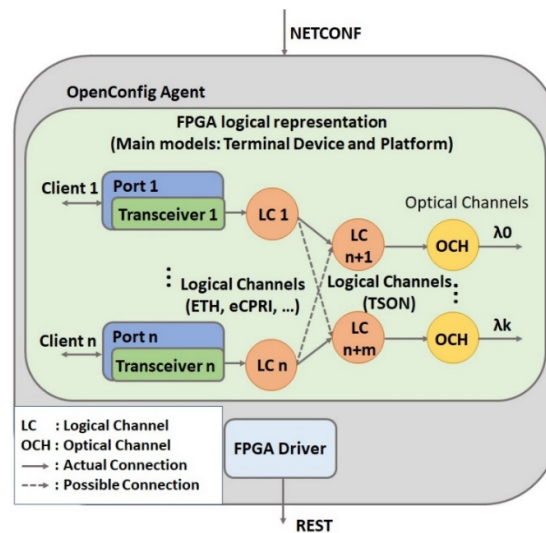 NETCONF
OpenConfig Agent
FPGA logical representation
(Main models: Terminal Device and Platform)
Client 1
Port 1
Transceiver 1
LC 1
LC
n+1
Optical Channels
OCH
λ0
⋮
Logical Channels
(ETH, eCPRI, ...)
Logical Channels
(TSON)
⋮
Client n
Port n
Transceiver n
LC n
LC
n+m
OCH
λk
LC : Logical Channel
OCH : Optical Channel
: Actual Connection
: Possible Connection
FPGA Driver
REST